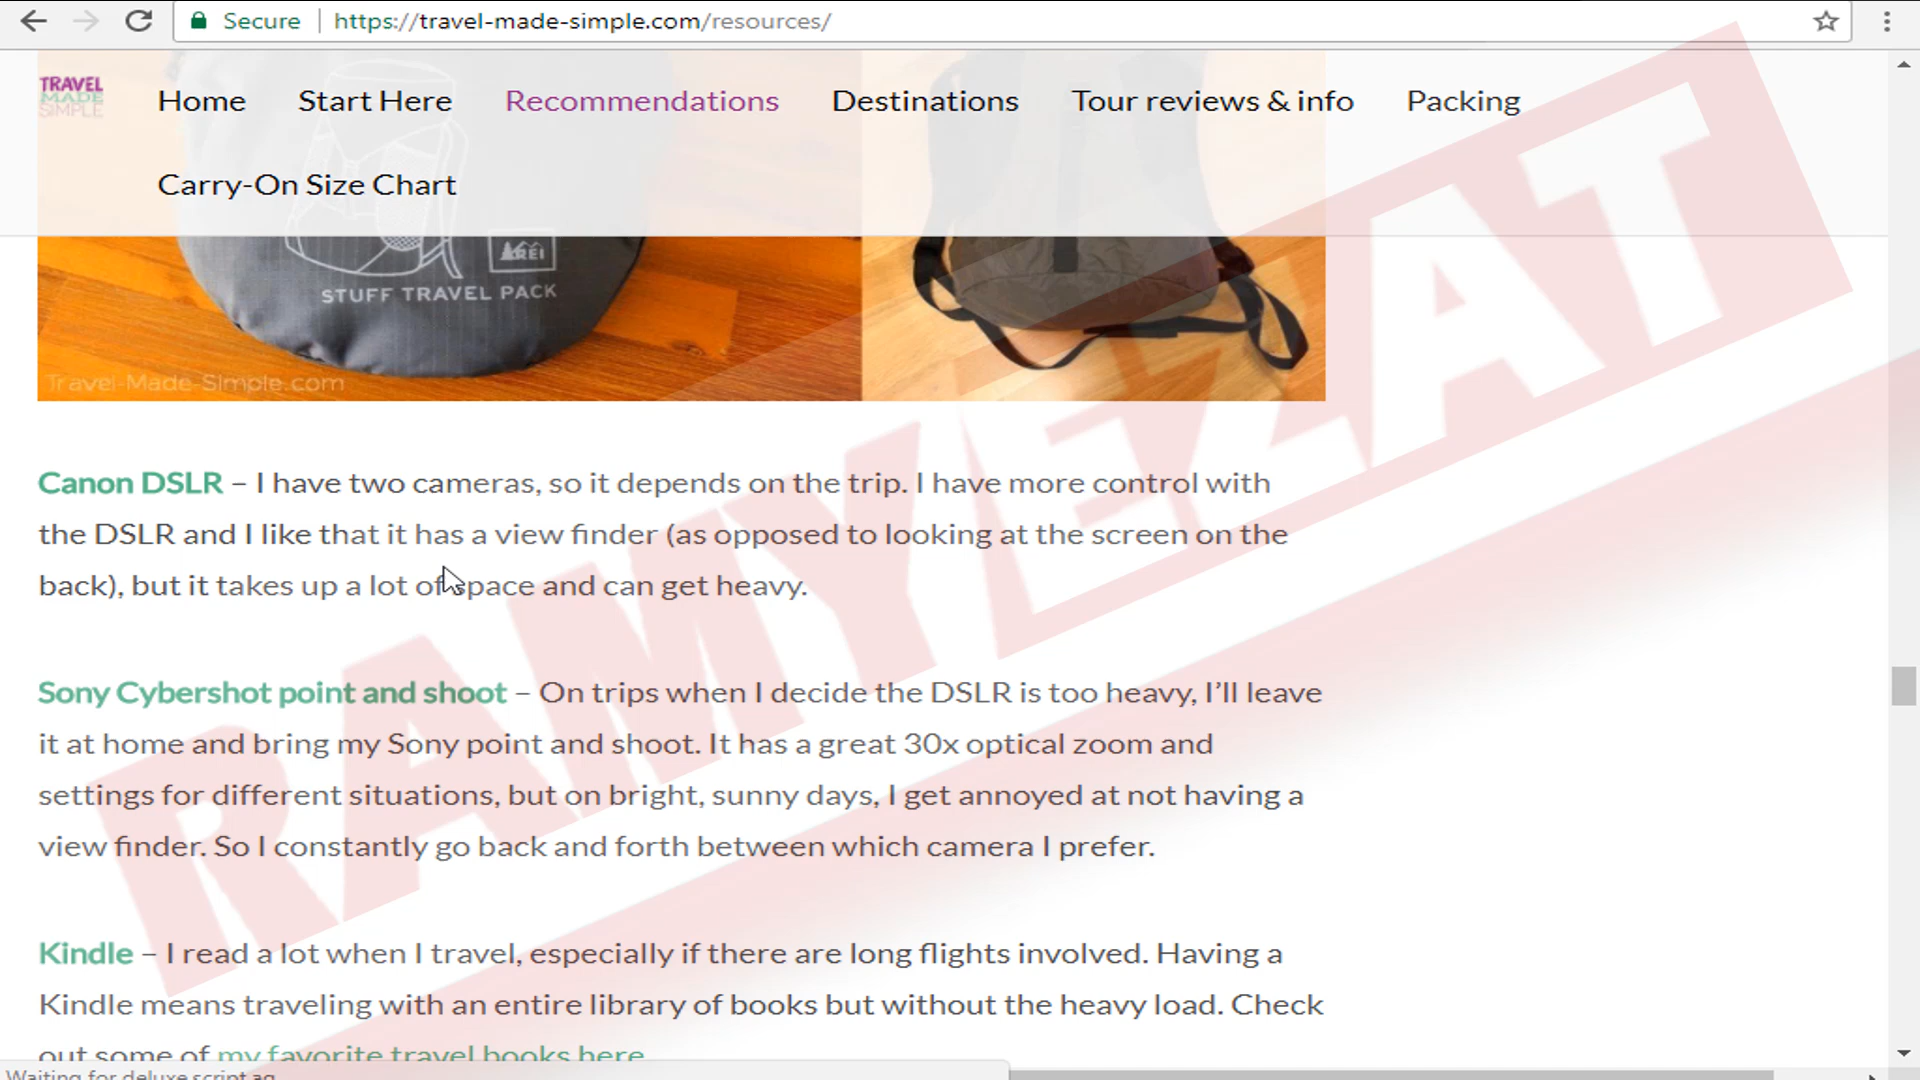 Secure https://travel-made-simple.com/resources/
TRAVEL
MADE
SIMPLE
Home Start Here Recommendations Destinations Tour reviews & info Packing
Carry-On Size Chart
REI
STUFF TRAVEL PACK
Travel-Made-Simple.com
Canon DSLR – I have two cameras, so it depends on the trip. I have more control with
the DSLR and I like that it has a view finder (as opposed to looking at the screen on the
back), but it takes up a lot of space and can get heavy.
Sony Cybershot point and shoot – On trips when I decide the DSLR is too heavy, I’ll leave
it at home and bring my Sony point and shoot. It has a great 30x optical zoom and
settings for different situations, but on bright, sunny days, I get annoyed at not having a
view finder. So I constantly go back and forth between which camera I prefer.
Kindle – I read a lot when I travel, especially if there are long flights involved. Having a
Kindle means traveling with an entire library of books but without the heavy load. Check
out some of my favorite travel books here
Waiting for deluxe.script.ag
RAMYEZAT